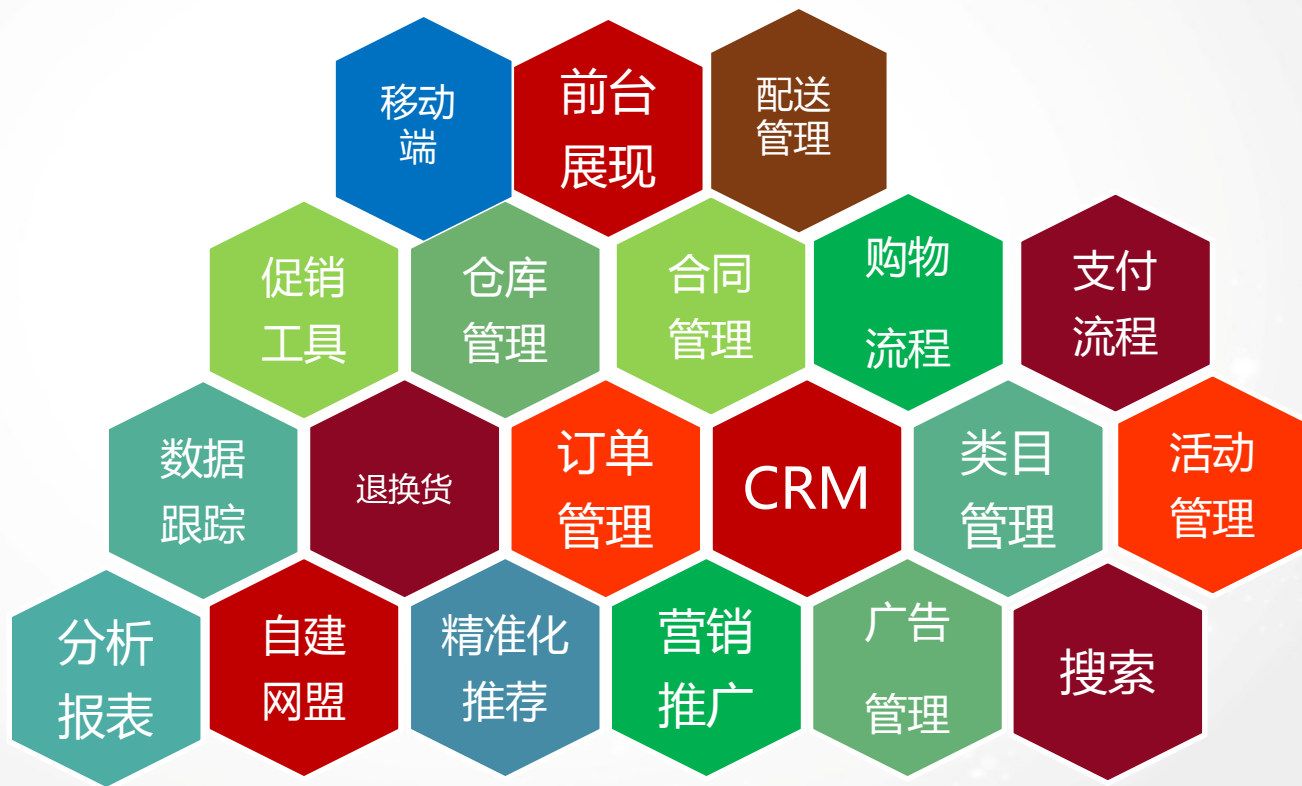 移动
端
前台
展现
配送
管理
促销
工具
仓库
管理
合同
管理
购物
流程
支付
流程
数据
跟踪
退换货
订单
管理
CRM
类目
管理
活动
管理
分析
报表
自建
网盟
精准化
推荐
营销
推广
广告
管理
搜索